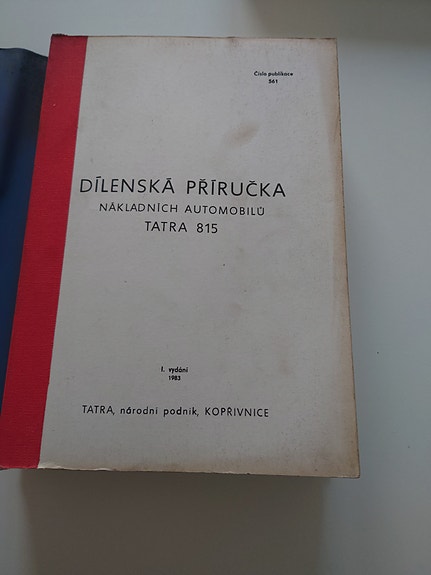 Číslo publikace
561
DÍLENSKÁ PŘÍRUČKA
NÁKLADNÍCH AUTOMOBILŮ
TATRA 815
I. vydání
1983
TATRA, národní podnik, KOPŘIVNICE